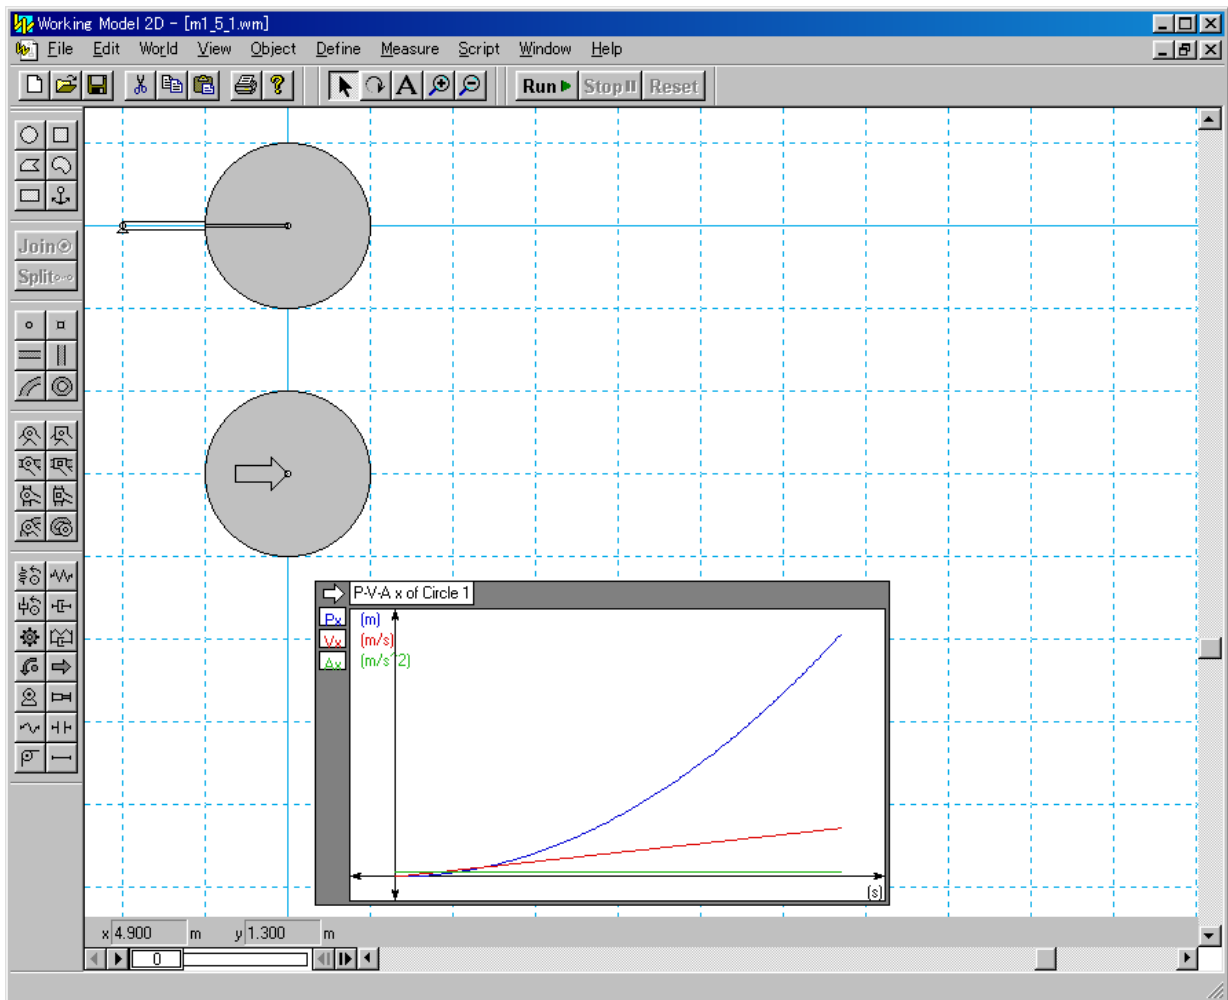 Working Model 2D - [m1_5_1.wm]
File Edit World View Object Define Measure Script Window Help
A Run Stop Reset
Join
Split
P-V-A x of Circle 1
Px (m)
Vx (m/s)
Ax (m/s^2)
(s)
x 4.900 m y 1.300 m
0